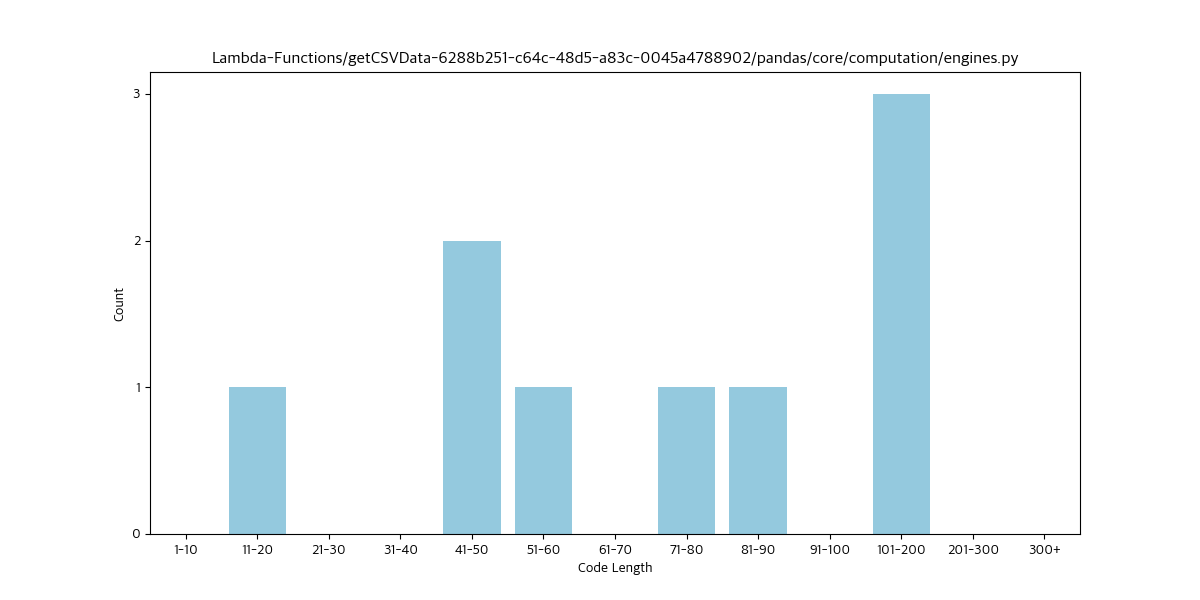 Lambda-Functions/getCSVData-6288b251-c64c-48d5-a83c-0045a4788902/pandas/core/computation/engines.py
3
2
1
0
Count
1-10 11-20 21-30 31-40 41-50 51-60 61-70 71-80 81-90 91-100 101-200 201-300 300+
Code Length